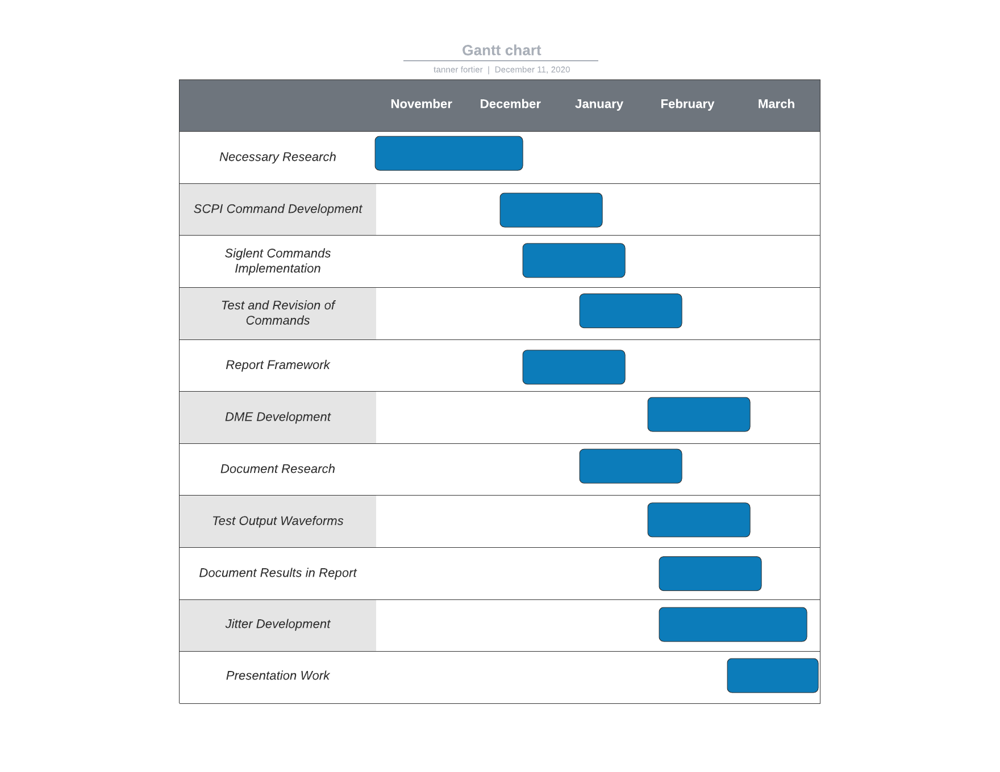 Gantt chart
tanner fortier | December 11, 2020
November December January February March
Necessary Research
SCPI Command Development
Siglent Commands
Implementation
Test and Revision of
Commands
Report Framework
DME Development
Document Research
Test Output Waveforms
Document Results in Report
Jitter Development
Presentation Work